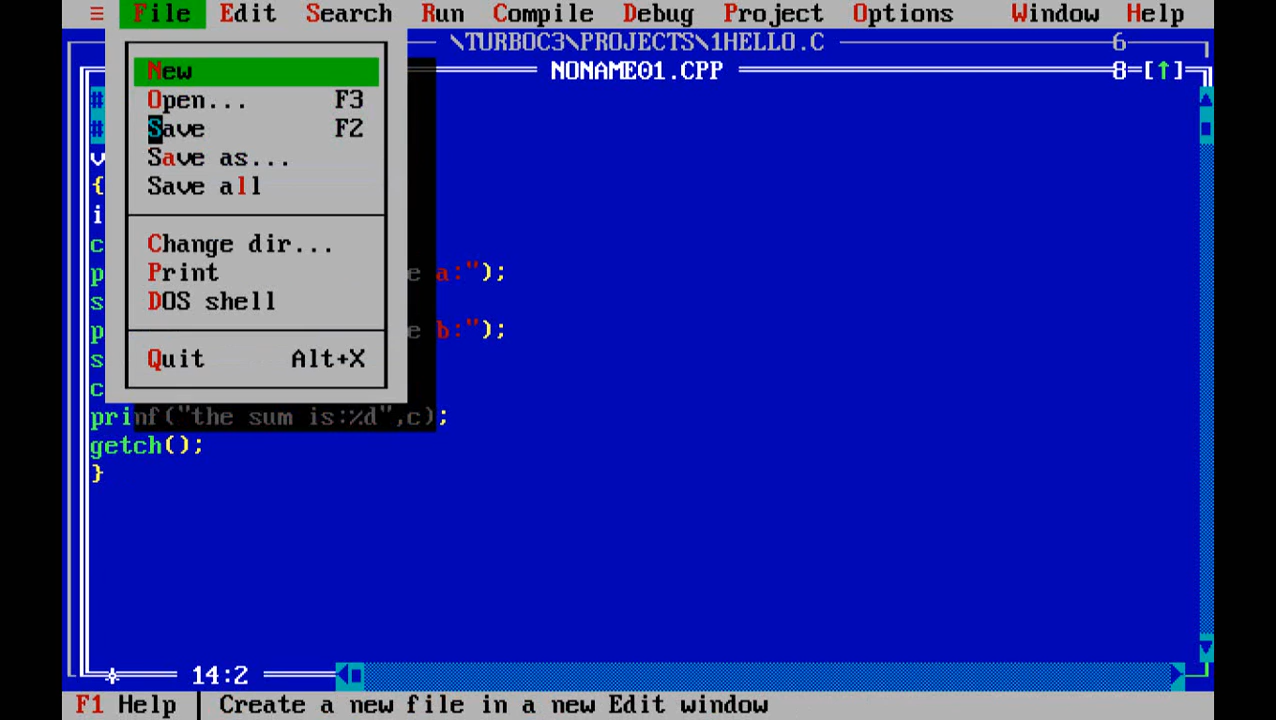 ≡ File Edit Search Run Compile Debug Project Options Window Help
\TURBOC3\PROJECTS\1HELLO.C 6
NONAME01.CPP 8=[↑]
New
#
Open... F3
#
Save F2
v
Save as...
{
Save all
i
c
Change dir...
p
Print
e a:");
s
DOS shell
p
e b:");
s
Quit Alt+X
c
prinf("the sum is:%d",c);
getch();
}
14:2
F1 Help Create a new file in a new Edit window